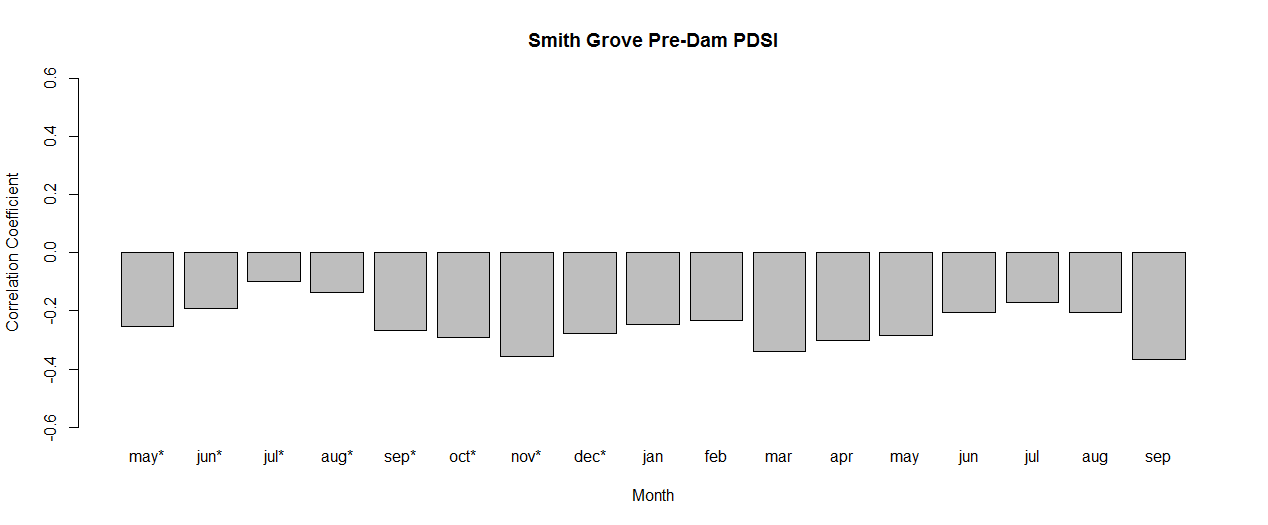 Smith Grove Pre-Dam PDSI
Correlation Coefficient
0.6
0.4
0.2
0.0
-0.2
-0.4
-0.6
may* jun* jul* aug* sep* oct* nov* dec* jan feb mar apr may jun jul aug sep
Month